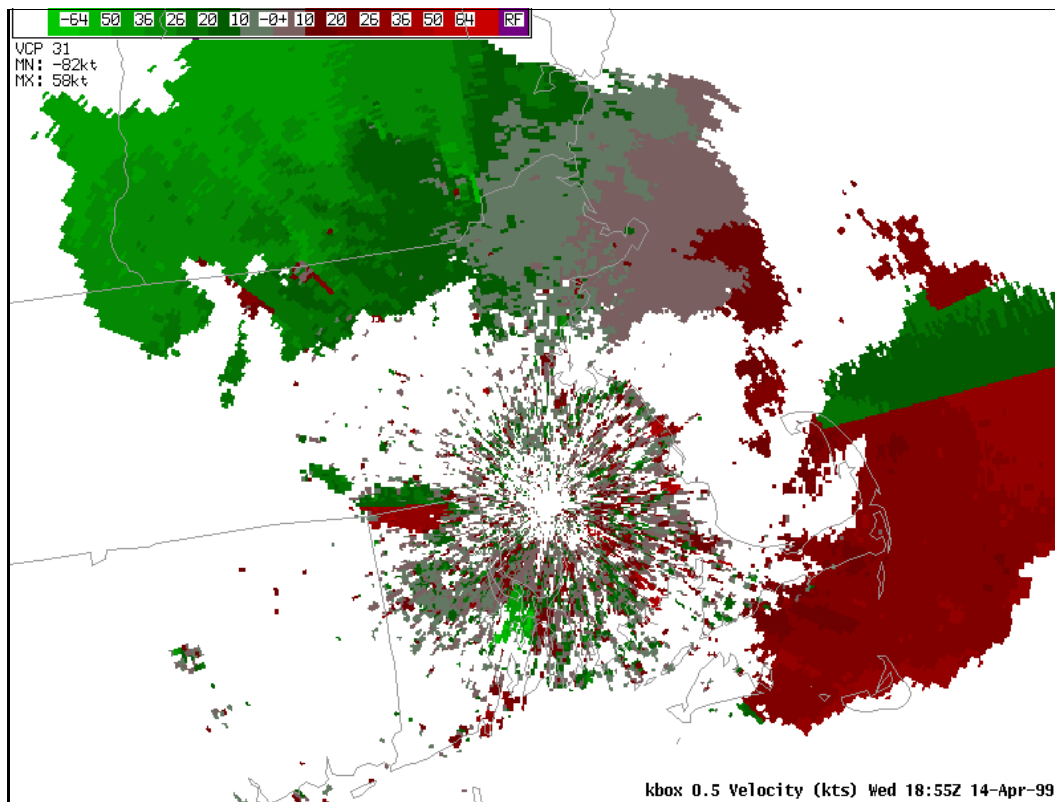 -64 50 36 26 20 10 -0+ 10 20 26 36 50 64 RF
VCP 31
MN: -82kt
MX: 58kt
kbox 0.5 Velocity (kts) Wed 18:55Z 14-Apr-99